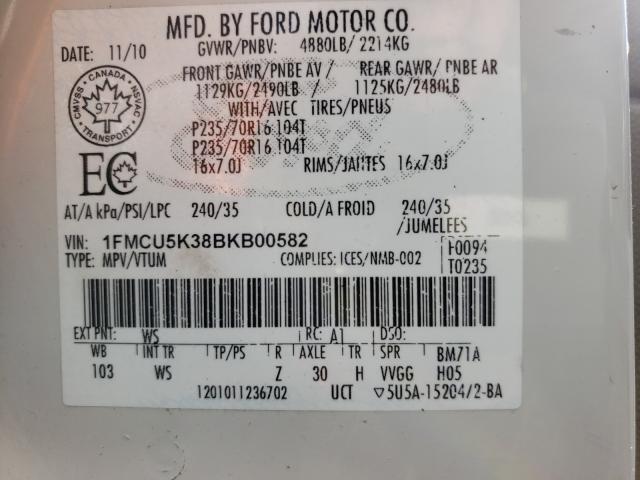 MFD. BY FORD MOTOR CO.
DATE: 11/10 GVWR/PNBV: 4880LB/ 2214KG
FRONT GAWR/PNBE AV / REAR GAWR/ PNBE AR
1129KG/2490LB / 1125KG/2480LB
WITH/AVEC TIRES/PNEUS
P235/70R16 104T
P235/70R16 104T
16x7.0J RIMS/JANTES 16x7.0J
CMVSS CANADA NSVAC
977
TRANSPORT
EC
AT/A kPa/PSI/LPC 240/35 COLD/A FROID 240/35
/JUMELEES
VIN: 1FMCU5K38BKB00582 F0094
TYPE: MPV/VTUM COMPLIES: ICES/NMB-002 T0235
EXT PNT: WS RC: A1 DSO:
WB INT TR TP/PS R AXLE TR SPR BM71A
103 WS Z 30 H VVGG H05
1201011236702 UCT ▽5U5A-15204/2-BA